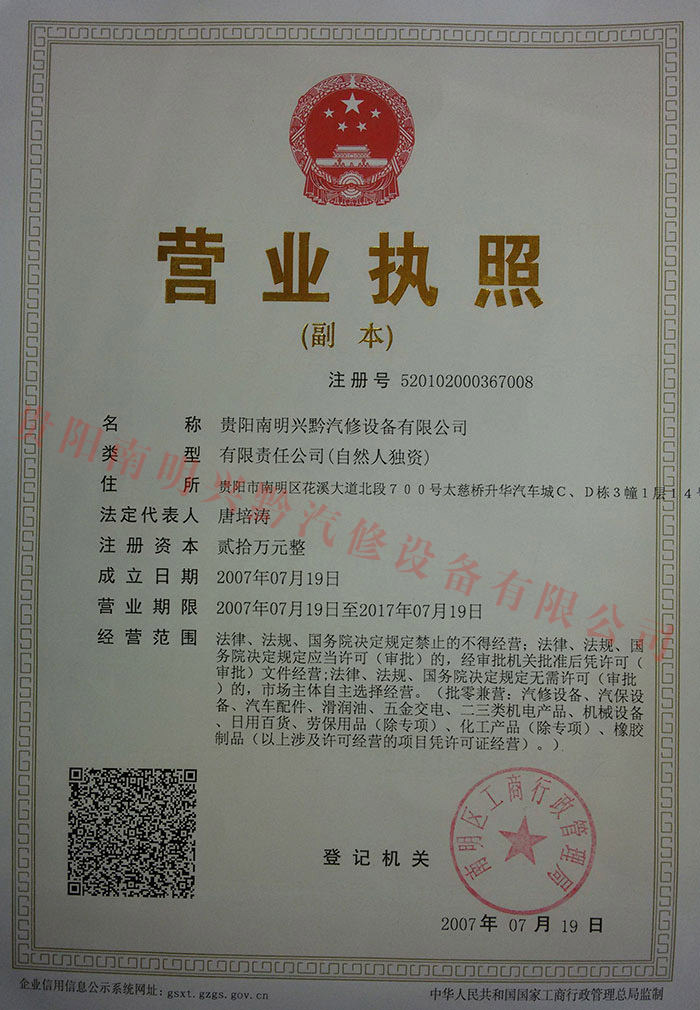 营业执照
(副 本)
注册号 520102000367008
名 称 贵阳南明兴黔汽修设备有限公司
类 型 有限责任公司(自然人独资)
住 所 贵阳市南明区花溪大道北段700号太慈桥升华汽车城C、D栋3幢1层14号
法定代表人 唐培涛
注册资本 贰拾万元整
成立日期 2007年07月19日
营业期限 2007年07月19日至2017年07月19日
经营范围 法律、法规、国务院决定规定禁止的不得经营;法律、法规、国
务院决定规定应当许可(审批)的,经审批机关批准后凭许可(
审批)文件经营;法律、法规、国务院决定规定无需许可(审批
)的,市场主体自主选择经营。(批零兼营:汽修设备、汽保设
备、汽车配件、滑润油、五金交电、二三类机电产品、机械设备
、日用百货、劳保用品(除专项)、化工产品(除专项)、橡胶
制品(以上涉及许可经营的项目凭许可证经营)。)
贵阳南明兴黔汽修设备有限公司
登记机关
南明区工商行政管理局
2007年 07月 19日
企业信用信息公示系统网址:gsxt.gzgs.gov.cn
中华人民共和国国家工商行政管理总局监制